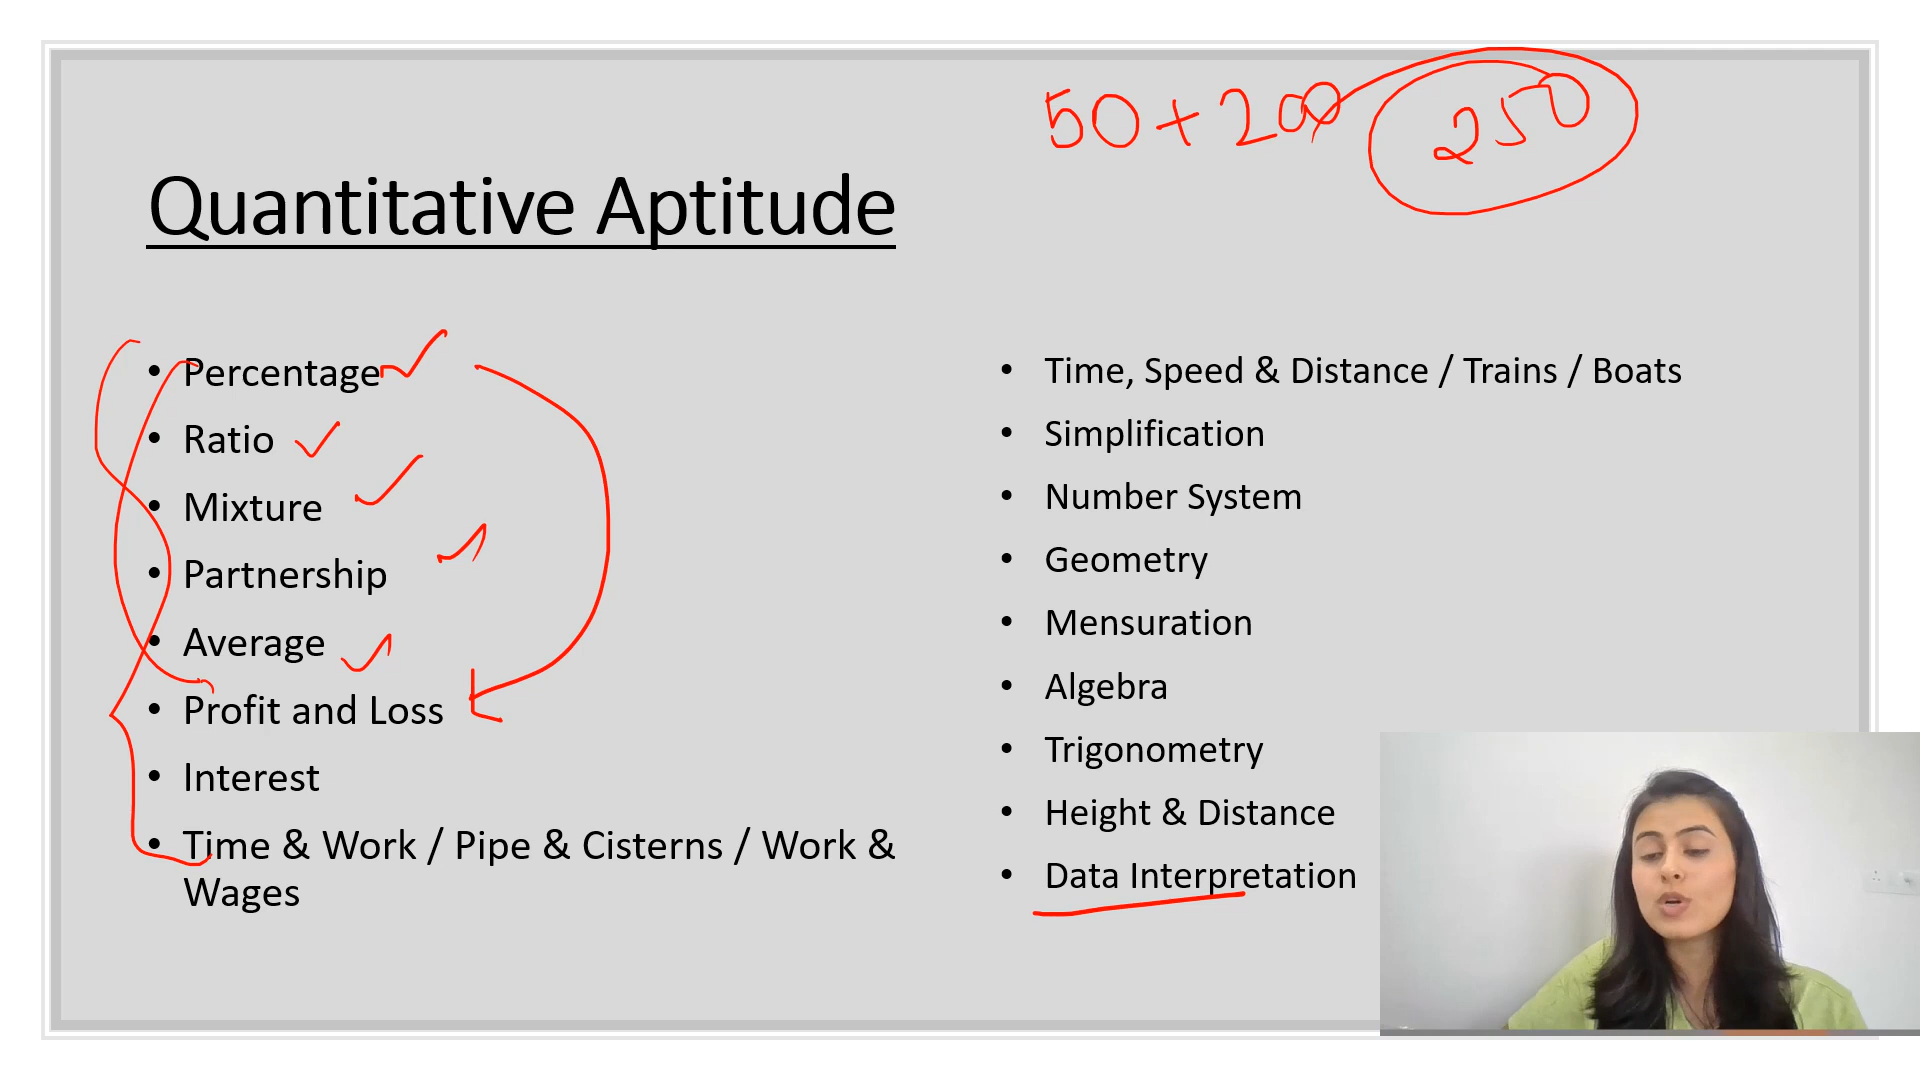 50 + 200 250
Quantitative Aptitude
• Percentage
• Ratio
• Mixture
• Partnership
• Average
• Profit and Loss
• Interest
• Time & Work / Pipe & Cisterns / Work &
Wages
• Time, Speed & Distance / Trains / Boats
• Simplification
• Number System
• Geometry
• Mensuration
• Algebra
• Trigonometry
• Height & Distance
• Data Interpretation